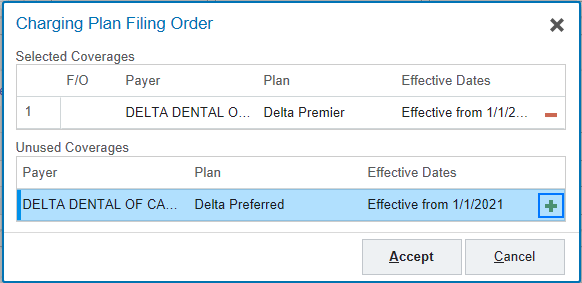 Charging Plan Filing Order
Selected Coverages
F/O Payer Plan Effective Dates
1 DELTA DENTAL O... Delta Premier Effective from 1/1/2...
Unused Coverages
Payer Plan Effective Dates
DELTA DENTAL OF CA... Delta Preferred Effective from 1/1/2021
Accept Cancel